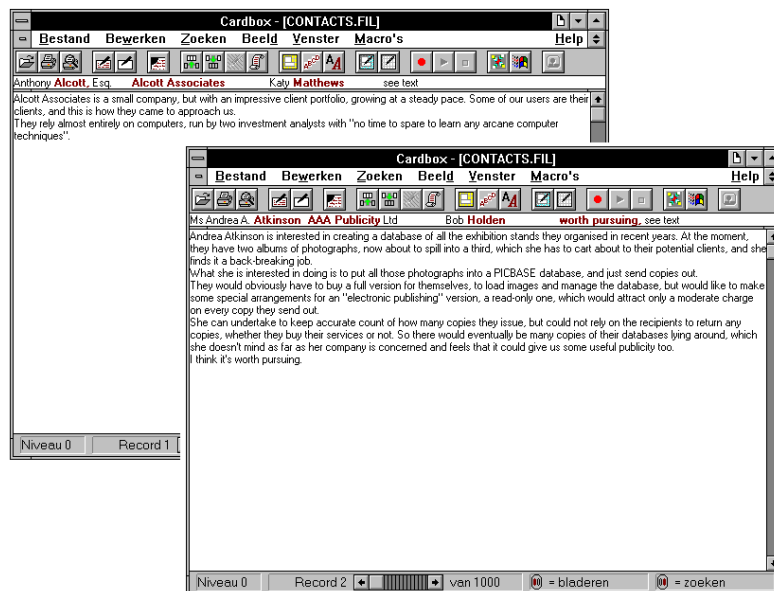 Cardbox - [CONTACTS.FIL]
Bestand Bewerken Zoeken Beeld Venster Macro's Help
Anthony Alcott, Esq. Alcott Associates Katy Matthews see text
Alcott Associates is a small company, but with an impressive client portfolio, growing at a steady pace. Some of our users are their
clients, and this is how they came to approach us.
They rely almost entirely on computers, run by two investment analysts with "no time to spare to learn any arcane computer
techniques".
Niveau 0 Record 1
Cardbox - [CONTACTS.FIL]
Bestand Bewerken Zoeken Beeld Venster Macro's Help
Ms Andrea A. Atkinson AAA Publicity Ltd Bob Holden worth pursuing, see text
Andrea Atkinson is interested in creating a database of all the exhibition stands they organised in recent years. At the moment,
they have two albums of photographs, now about to spill into a third, which she has to cart about to their potential clients, and she
finds it a back-breaking job.
What she is interested in doing is to put all those photographs into a PICBASE database, and just send copies out.
They would obviously have to buy a full version for themselves, to load images and manage the database, but would like to make
some special arrangements for an "electronic publishing" version, a read-only one, which would attract only a moderate charge
on every copy they send out.
She can undertake to keep accurate count of how many copies they issue, but could not rely on the recipients to return any
copies, whether they buy their services or not. So there would eventually be many copies of their databases lying around, which
she doesn't mind as far as her company is concerned and feels that it could give us some useful publicity too.
I think it's worth pursuing.
Niveau 0 Record 2 van 1000 = bladeren = zoeken